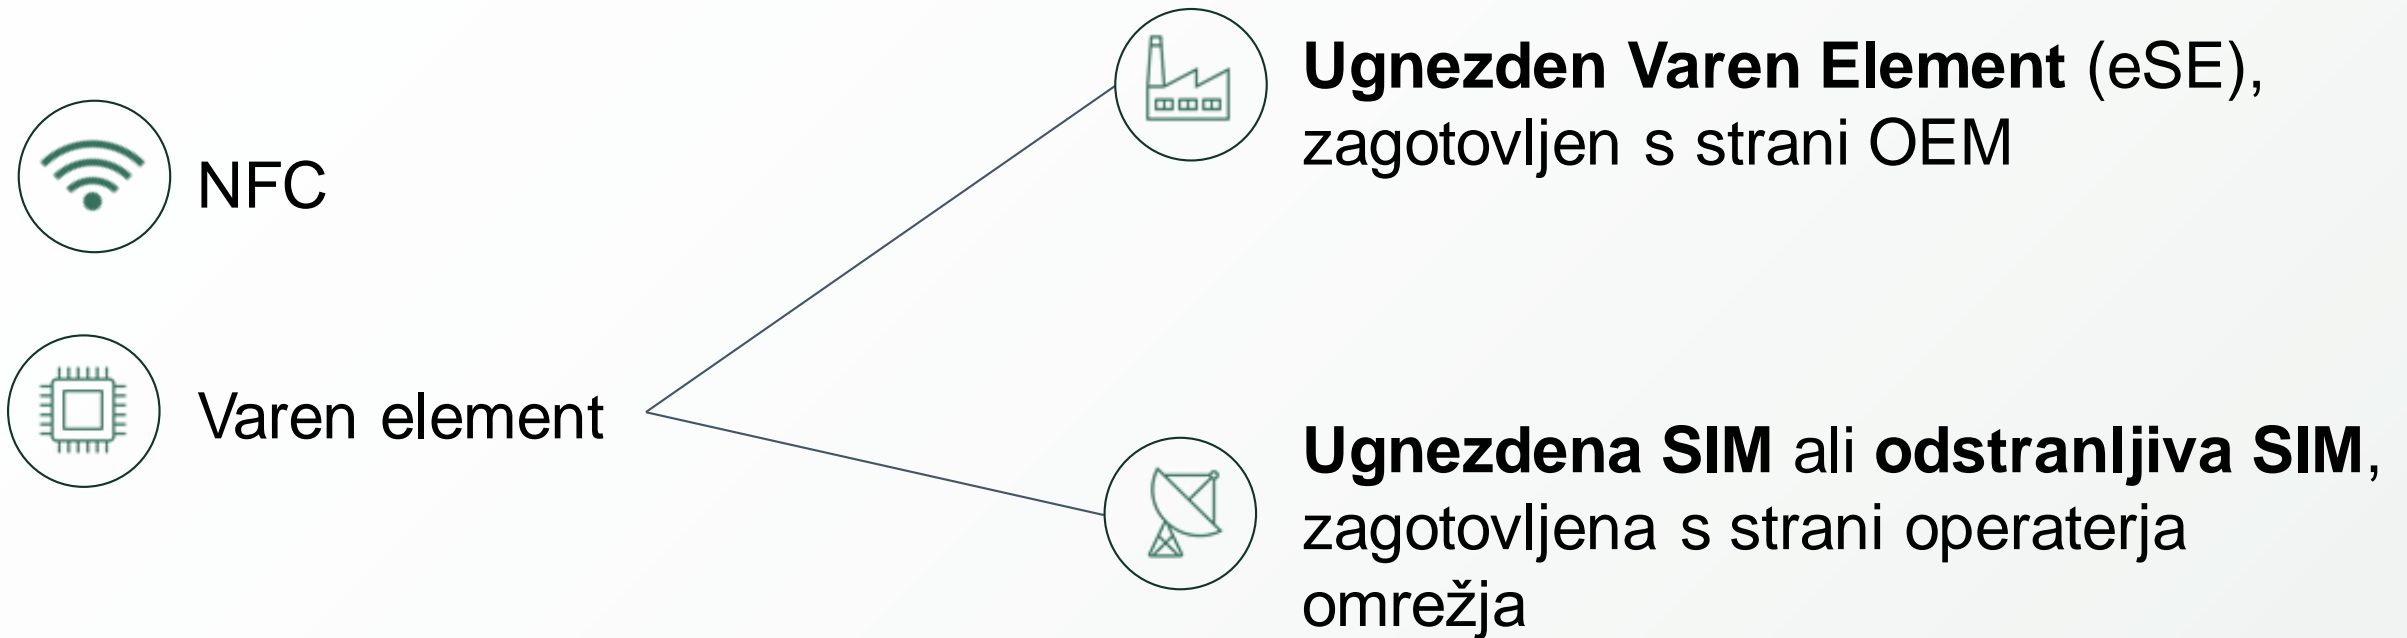 NFC
Varen element
Ugnezden Varen Element (eSE),
zagotovljen s strani OEM
Ugnezdena SIM ali odstranljiva SIM,
zagotovljena s strani operaterja
omrežja